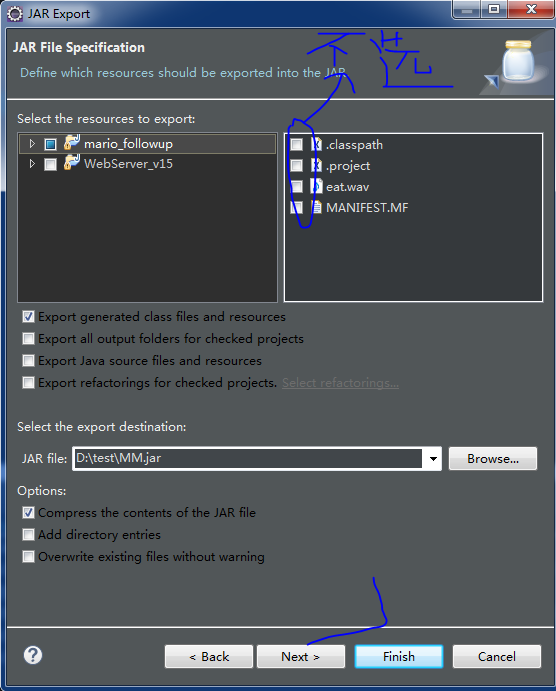 JAR Export
JAR File Specification
Define which resources should be exported into the JAR.
不选
Select the resources to export:
mario_followup
WebServer_v15
.classpath
.project
eat.wav
MANIFEST.MF
Export generated class files and resources
Export all output folders for checked projects
Export Java source files and resources
Export refactorings for checked projects. Select refactorings...
Select the export destination:
JAR file: D:\test\MM.jar Browse...
Options:
Compress the contents of the JAR file
Add directory entries
Overwrite existing files without warning
? < Back Next > Finish Cancel